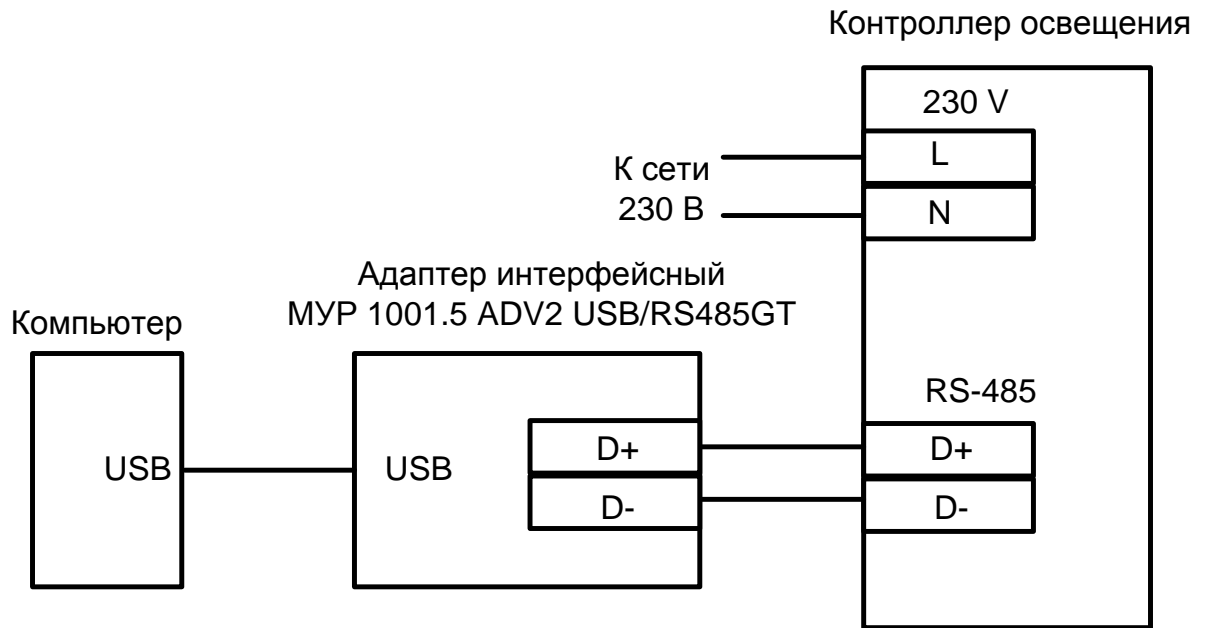 Контроллер освещения
230 V
L
К сети
230 В
N
Адаптер интерфейсный
МУР 1001.5 ADV2 USB/RS485GT
Компьютер
RS-485
USB
USB
D+
D+
D-
D-